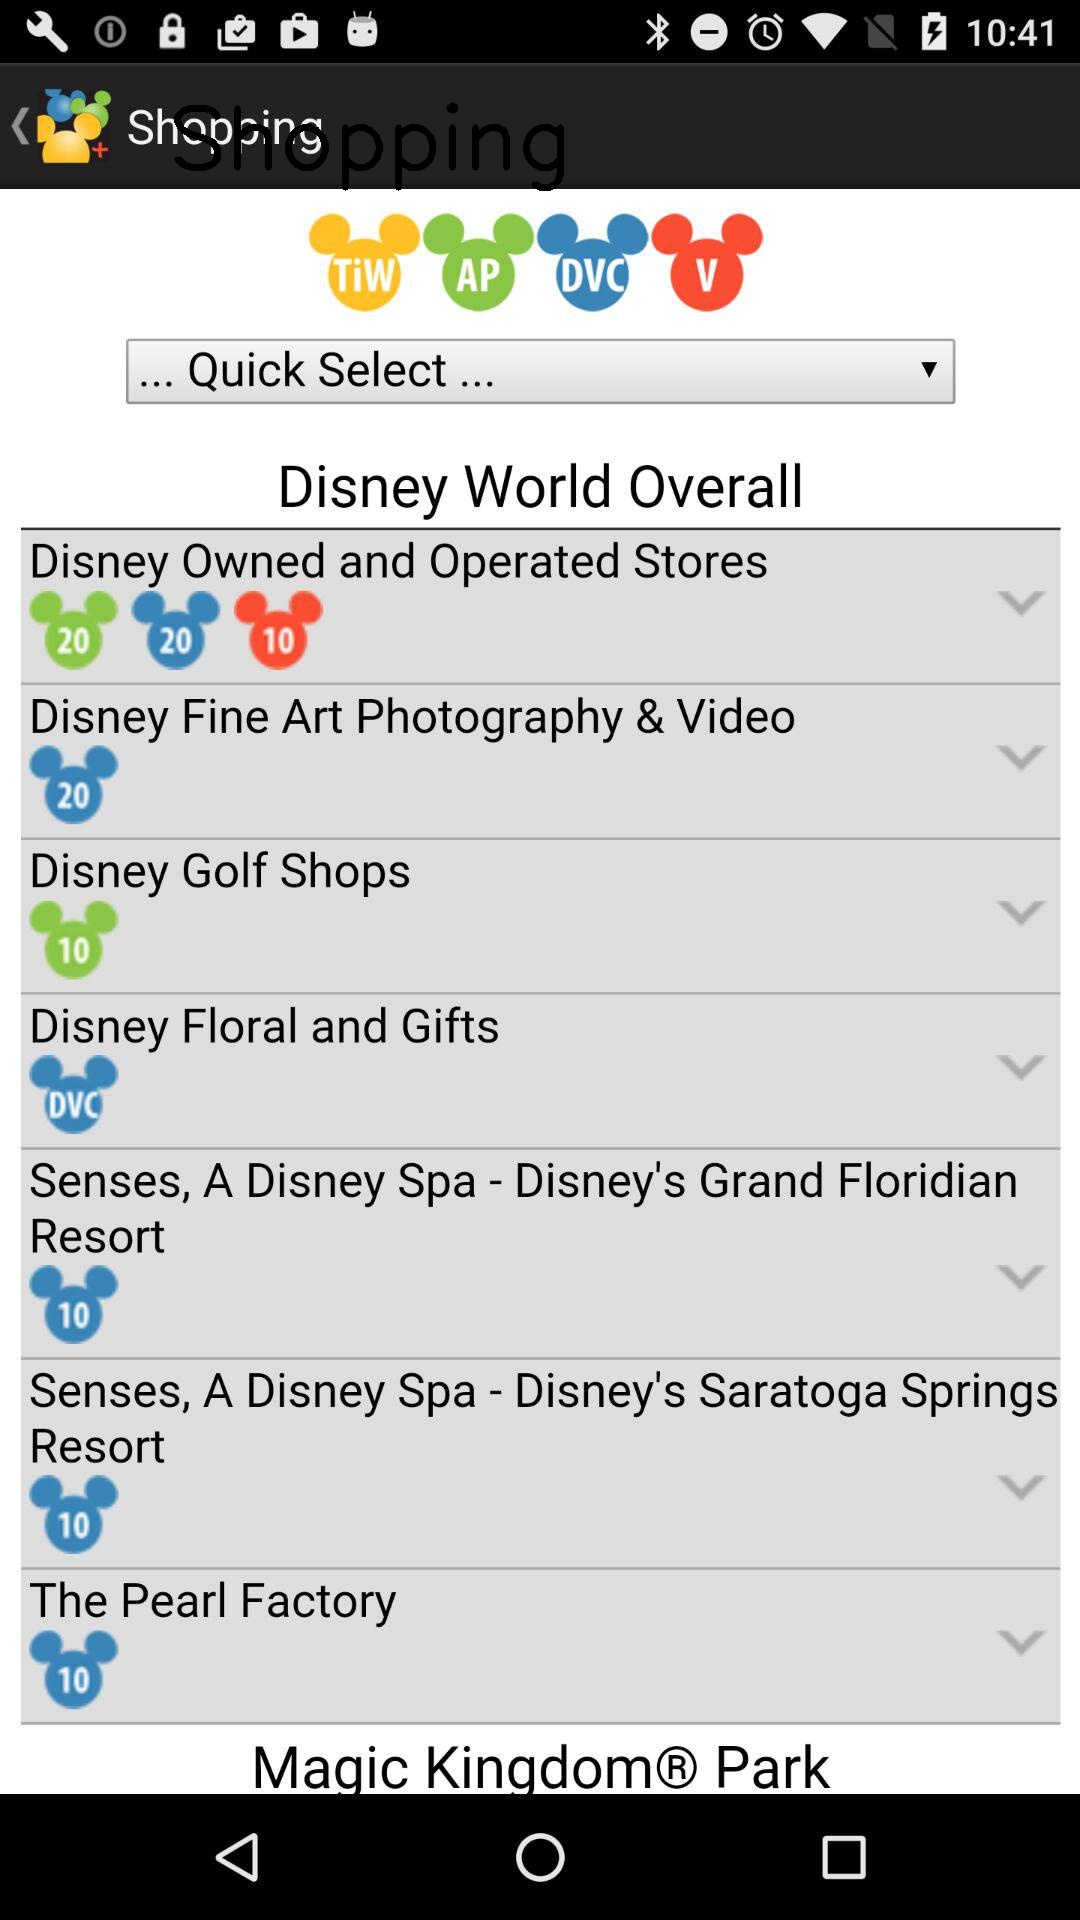 10:41
Shopping
Shopping
TiW AP DVC V
... Quick Select ...
Disney World Overall
Disney Owned and Operated Stores
20 20 10
Disney Fine Art Photography & Video
20
Disney Golf Shops
10
Disney Floral and Gifts
DVC
Senses, A Disney Spa - Disney's Grand Floridian
Resort
10
Senses, A Disney Spa - Disney's Saratoga Springs
Resort
10
The Pearl Factory
10
Magic Kingdom® Park